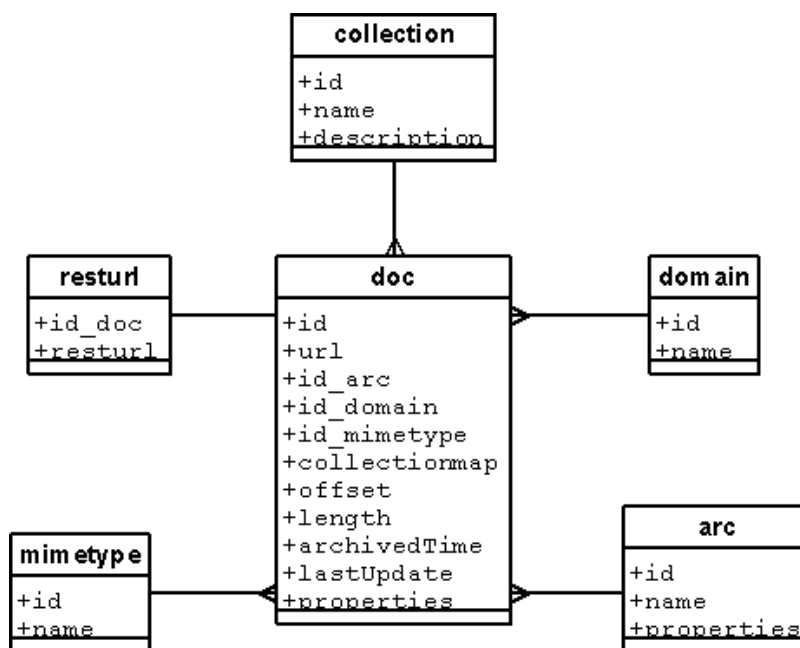 collection
+id
+name
+description
resturl
+id_doc
+resturl
doc
+id
+url
+id_arc
+id_domain
+id_mimetype
+collectionmap
+offset
+length
+archivedTime
+lastUpdate
+properties
domain
+id
+name
mimetype
+id
+name
arc
+id
+name
+properties